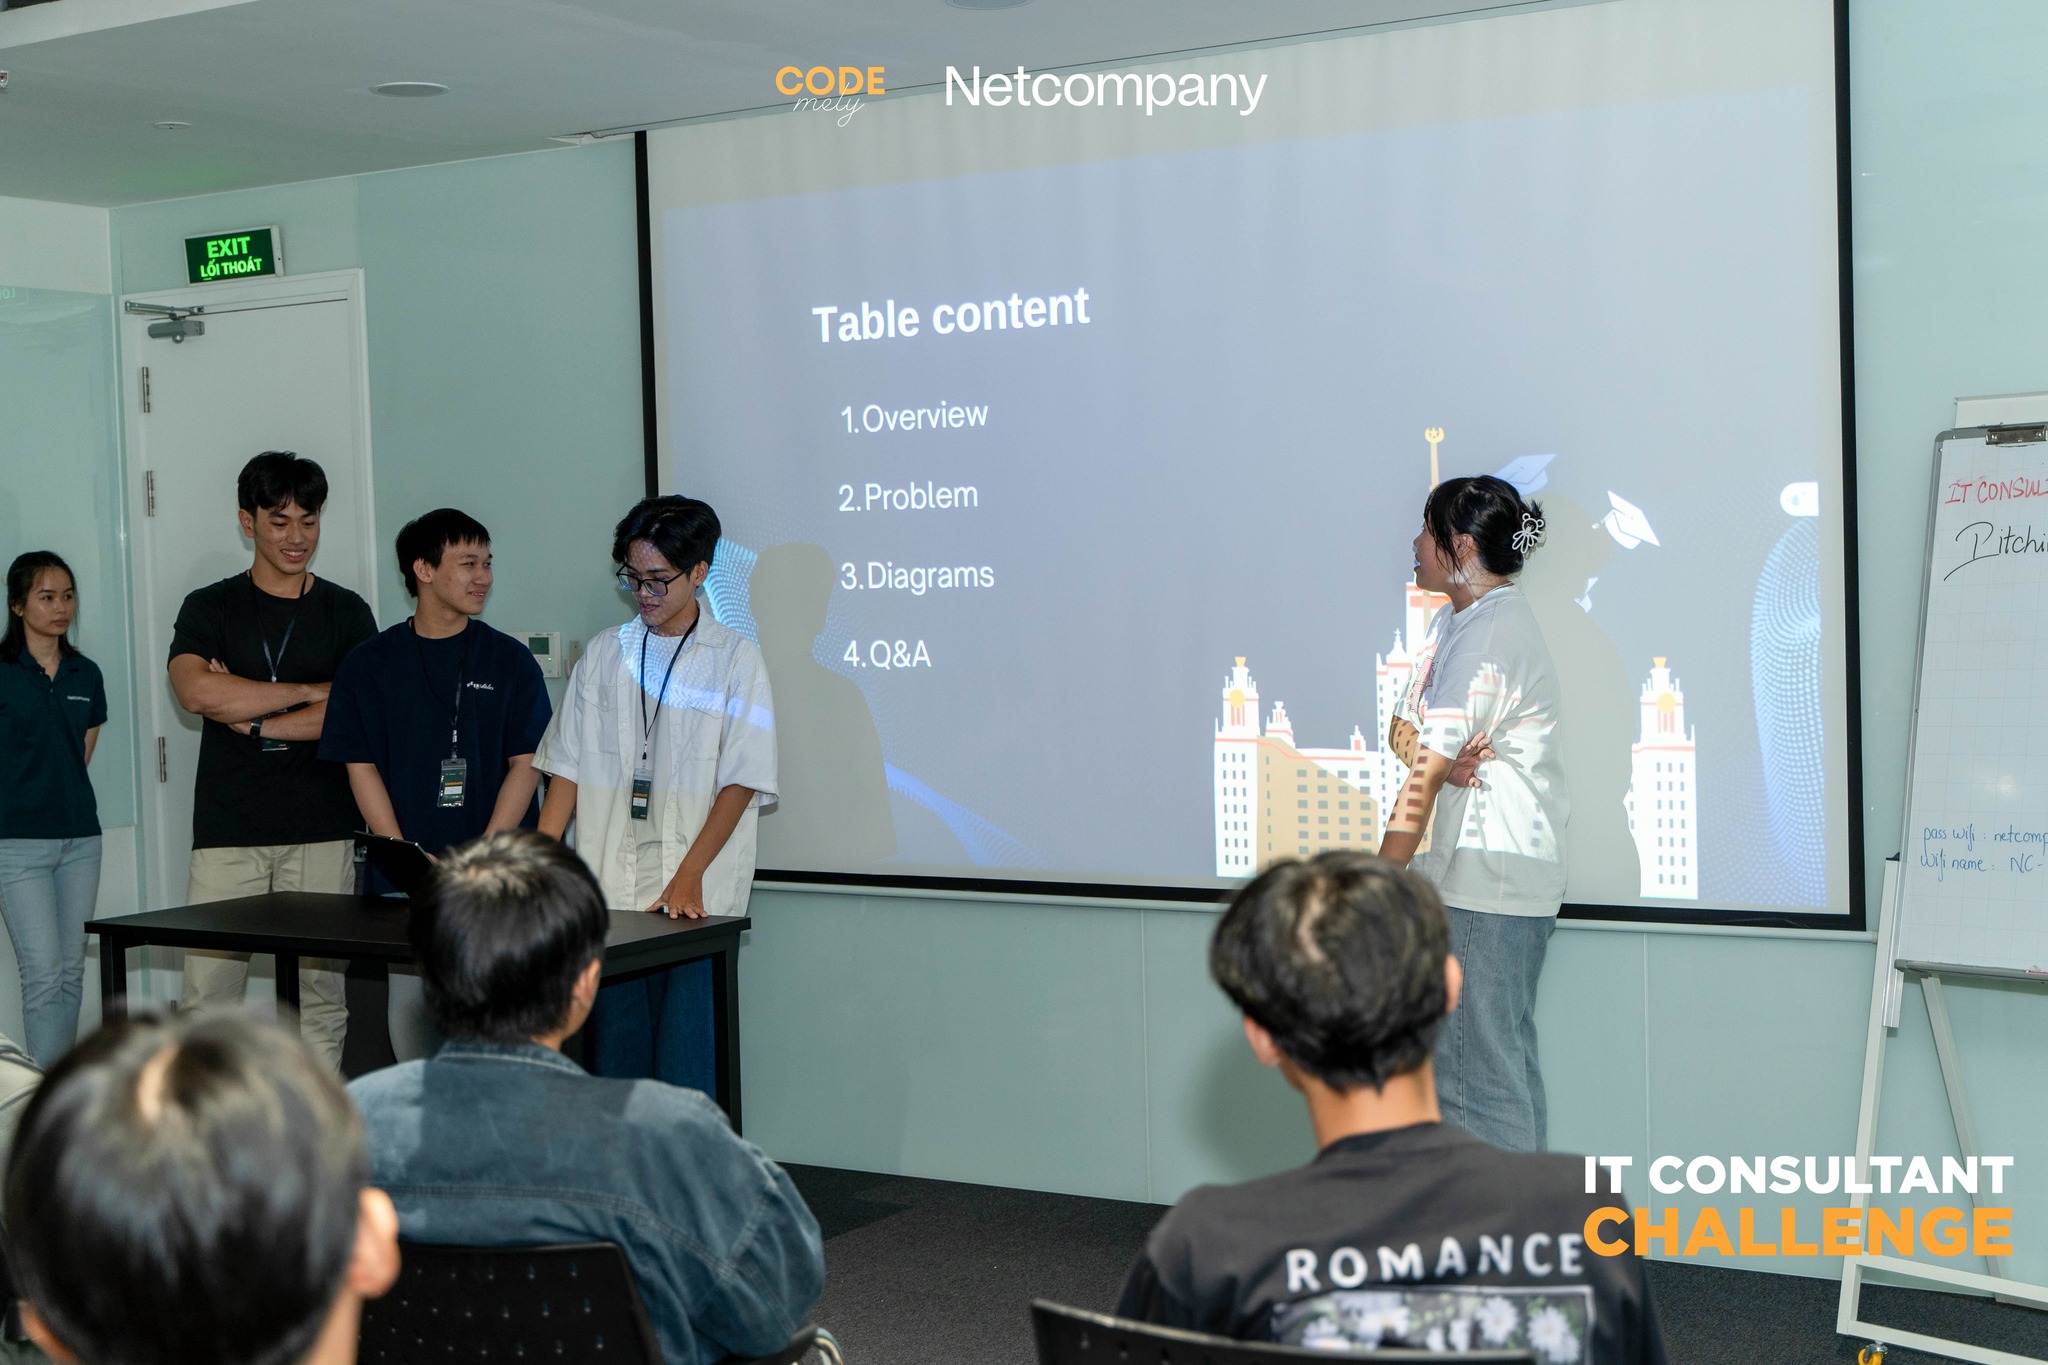 CODE
mely
Netcompany
EXIT
LỐI THOÁT
Table content
1.Overview
2.Problem
3.Diagrams
4.Q&A
IT CONSUL
Pitchi
pass wifi : netcomp
Wifi name : NC-
IT CONSULTANT
CHALLENGE
ROMANCE